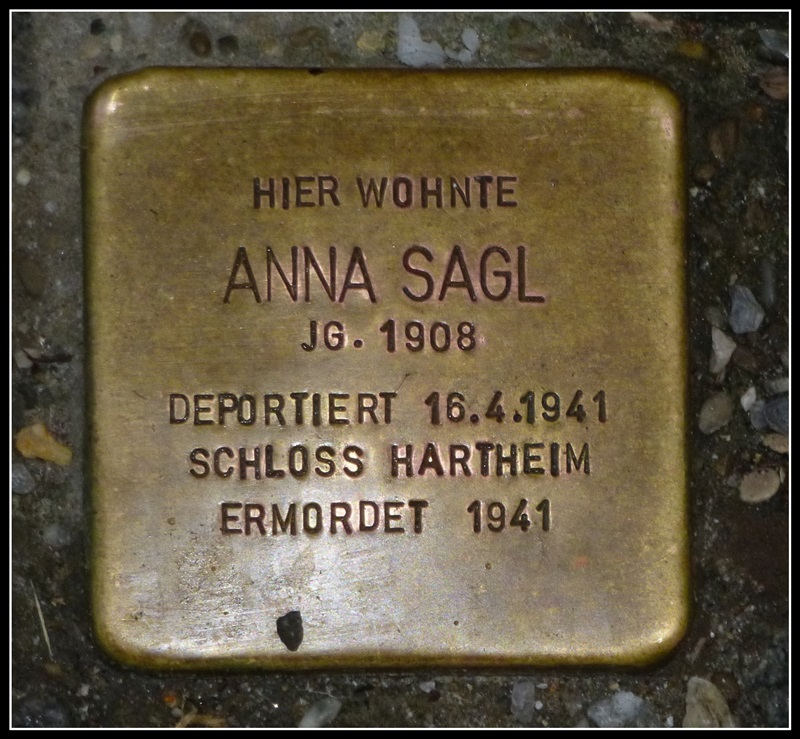 HIER WOHNTE
ANNA SAGL
JG. 1908
DEPORTIERT 16.4.1941
SCHLOSS HARTHEIM
ERMORDET 1941